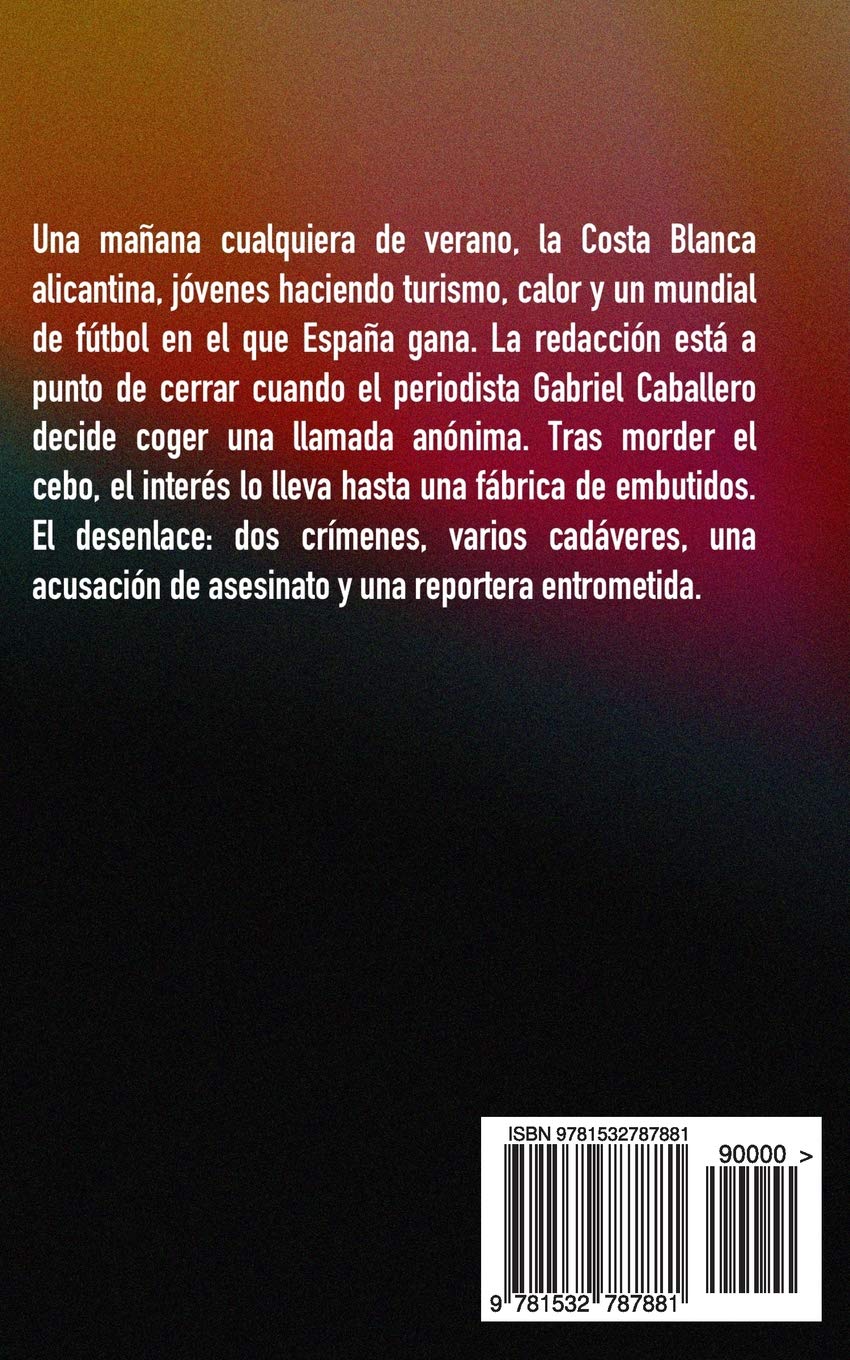 Una mañana cualquiera de verano, la Costa Blanca
alicantina, jóvenes haciendo turismo, calor y un mundial
de fútbol en el que España gana. La redacción está a
punto de cerrar cuando el periodista Gabriel Caballero
decide coger una llamada anónima. Tras morder el
cebo, el interés lo lleva hasta una fábrica de embutidos.
El desenlace: dos crímenes, varios cadáveres, una
acusación de asesinato y una reportera entrometida.
ISBN 9781532787881
90000 >
9 781532 787881